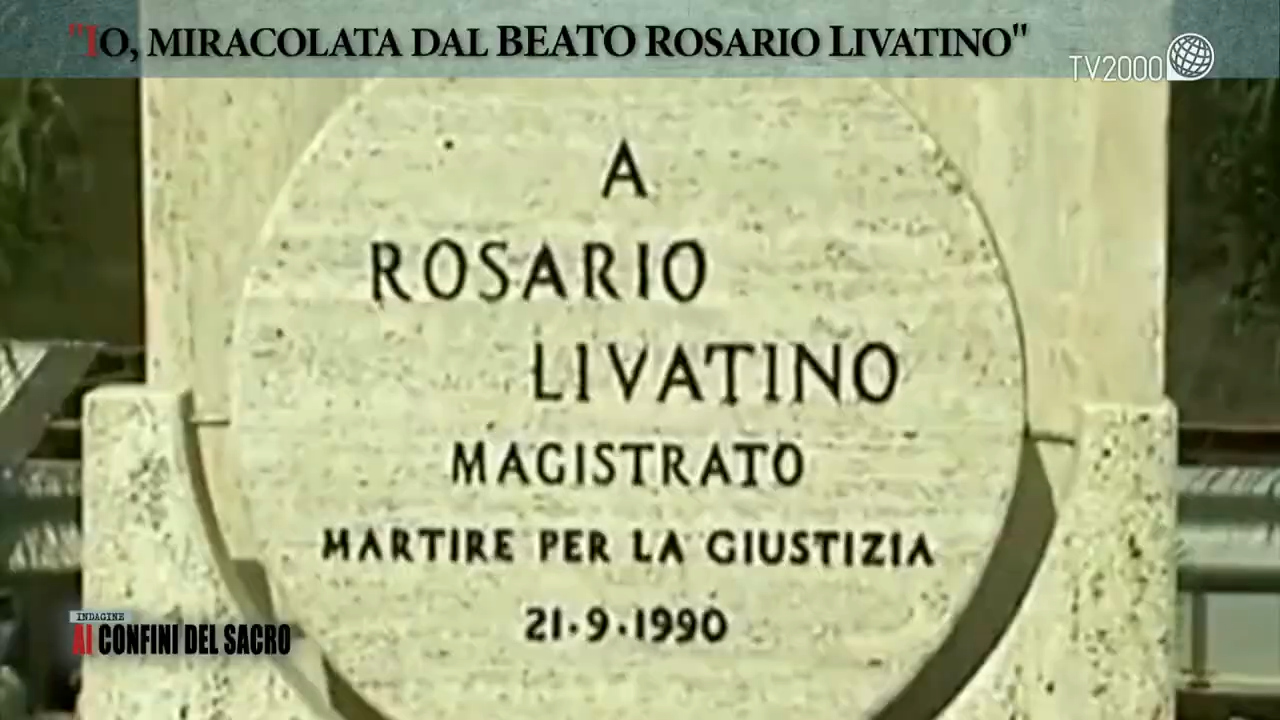 "IO, MIRACOLATA DAL BEATO ROSARIO LIVATINO"
TV2000
A
ROSARIO
LIVATINO
MAGISTRATO
MARTIRE PER LA GIUSTIZIA
21·9·1990
INDAGINE
AI CONFINI DEL SACRO